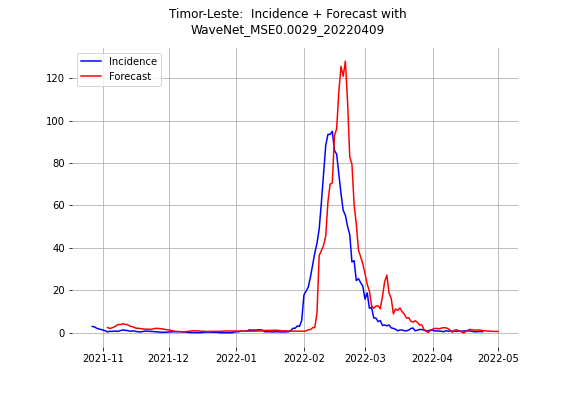 Timor-Leste:  Incidence + Forecast with
WaveNet_MSE0.0029_20220409
Incidence
Forecast
120
100
80
60
40
20
0
2021-11 2021-12 2022-01 2022-02 2022-03 2022-04 2022-05